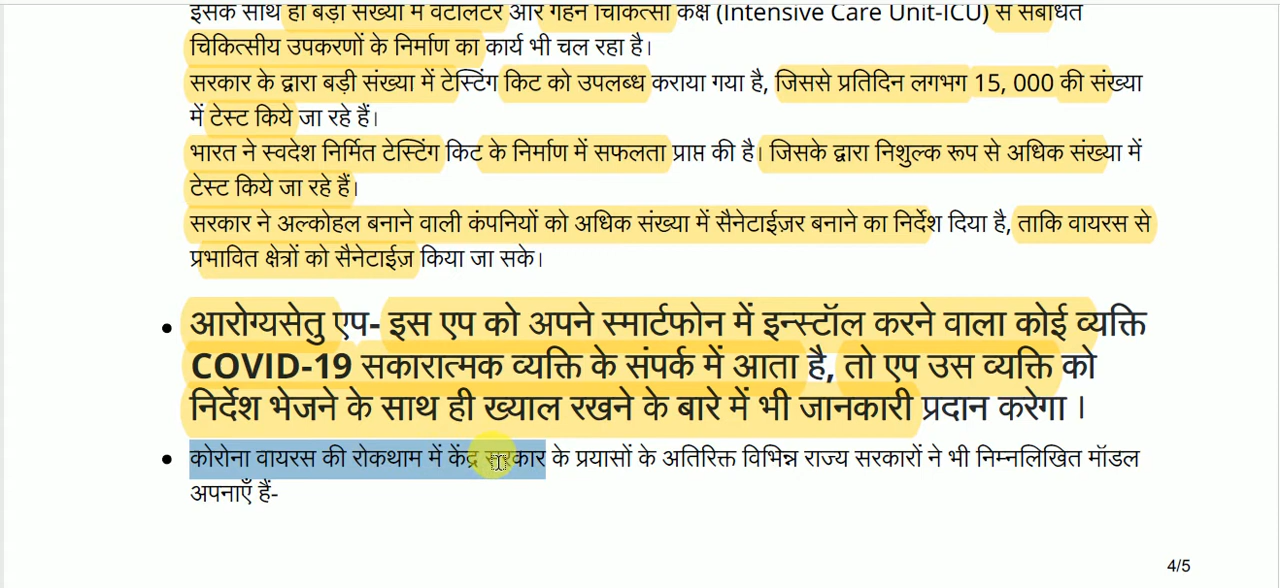 इसके साथ ही बड़ी संख्या में वेंटीलेटर और गहन चिकित्सा कक्ष (Intensive Care Unit-ICU) से संबंधित
चिकित्सीय उपकरणों के निर्माण का कार्य भी चल रहा है।
सरकार के द्वारा बड़ी संख्या में टेस्टिंग किट को उपलब्ध कराया गया है, जिससे प्रतिदिन लगभग 15, 000 की संख्या
में टेस्ट किये जा रहे हैं।
भारत ने स्वदेश निर्मित टेस्टिंग किट के निर्माण में सफलता प्राप्त की है। जिसके द्वारा निशुल्क रूप से अधिक संख्या में
टेस्ट किये जा रहे हैं।
सरकार ने अल्कोहल बनाने वाली कंपनियों को अधिक संख्या में सैनेटाईज़र बनाने का निर्देश दिया है, ताकि वायरस से
प्रभावित क्षेत्रों को सैनेटाईज़ किया जा सके।
• आरोग्यसेतु एप- इस एप को अपने स्मार्टफोन में इन्स्टॉल करने वाला कोई व्यक्ति
COVID-19 सकारात्मक व्यक्ति के संपर्क में आता है, तो एप उस व्यक्ति को
निर्देश भेजने के साथ ही ख्याल रखने के बारे में भी जानकारी प्रदान करेगा ।
• कोरोना वायरस की रोकथाम में केंद्र सरकार के प्रयासों के अतिरिक्त विभिन्न राज्य सरकारों ने भी निम्नलिखित मॉडल
अपनाएँ हैं-
4/5